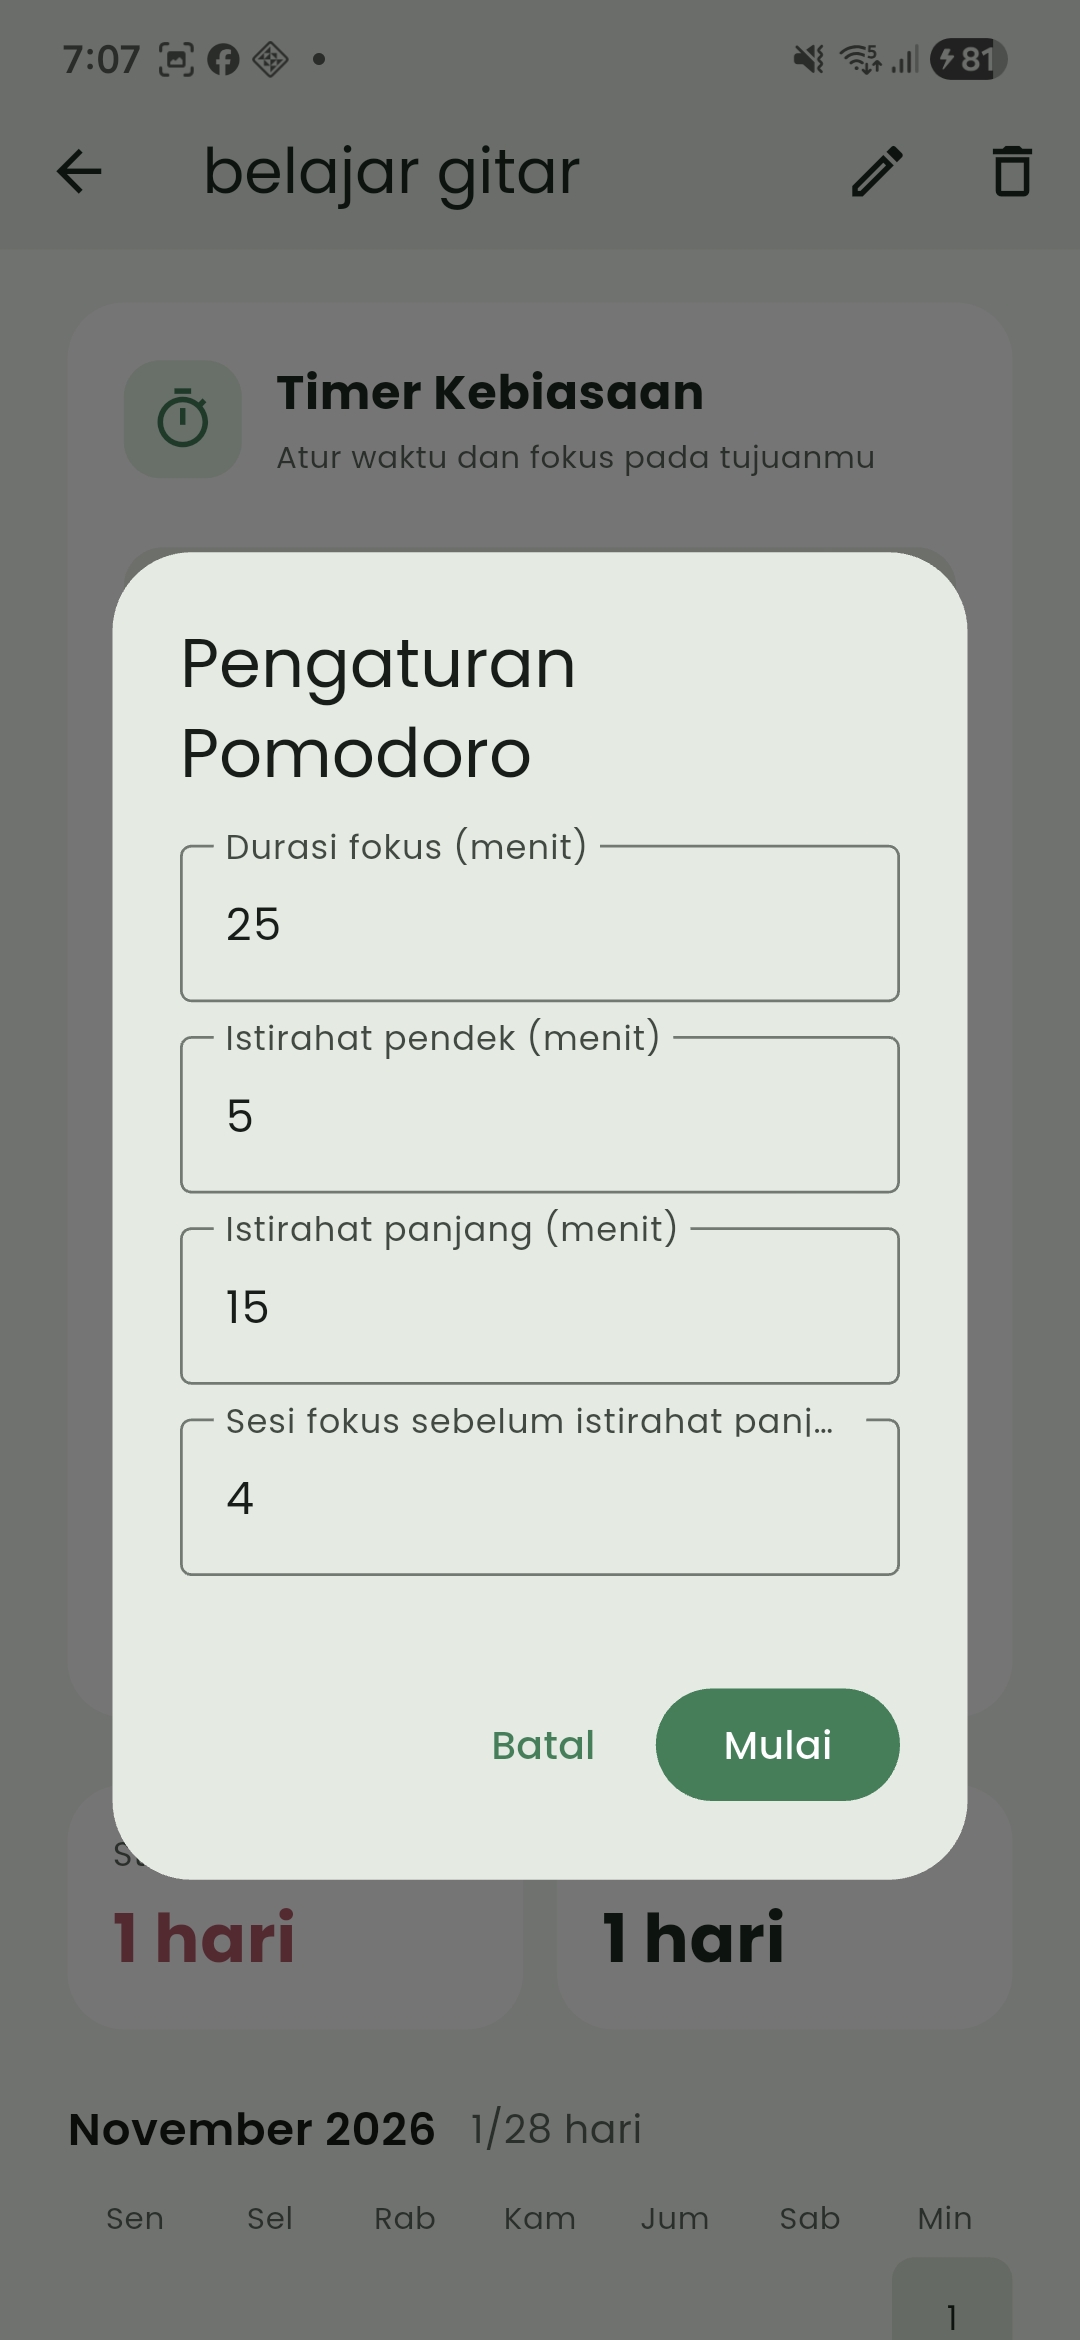 7:07
81
belajar gitar
Timer Kebiasaan
Atur waktu dan fokus pada tujuanmu
Pengaturan
Pomodoro
Durasi fokus (menit)
25
Istirahat pendek (menit)
5
Istirahat panjang (menit)
15
Sesi fokus sebelum istirahat panj...
4
Batal
Mulai
1 hari
1 hari
November 2026 1/28 hari
Sen Sel Rab Kam Jum Sab Min
1